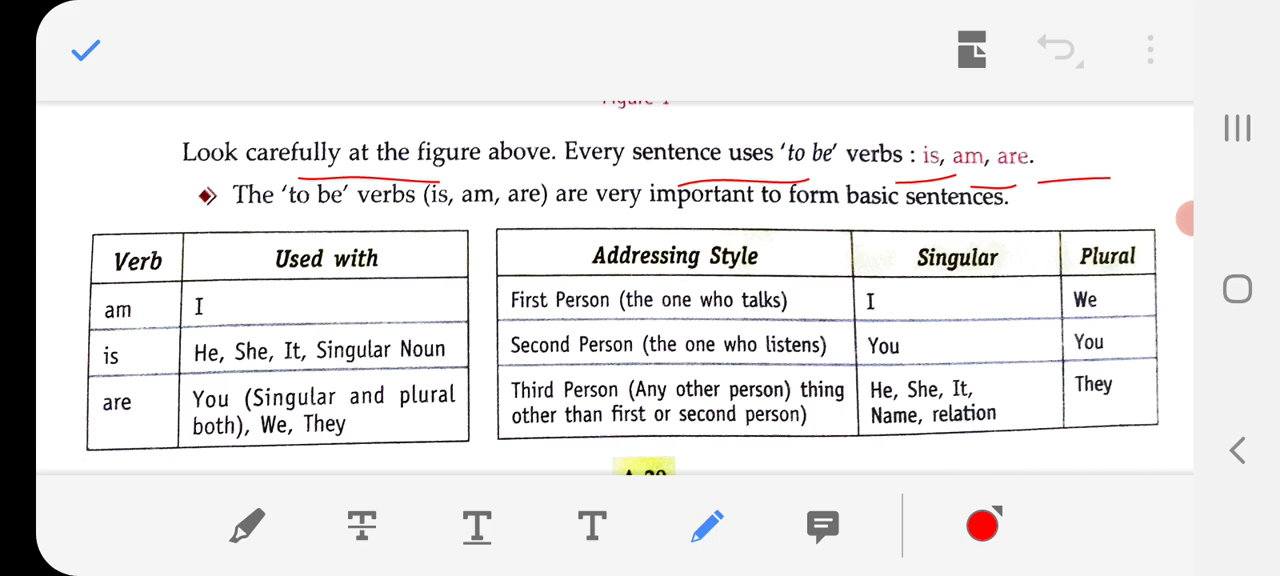 Look carefully at the figure above. Every sentence uses ‘to be’ verbs : is, am, are.
The ‘to be’ verbs (is, am, are) are very important to form basic sentences.
Verb Used with
am I
is He, She, It, Singular Noun
are You (Singular and plural
both), We, They
Addressing Style Singular Plural
First Person (the one who talks) I We
Second Person (the one who listens) You You
Third Person (Any other person) thing He, She, It, They
other than first or second person) Name, relation